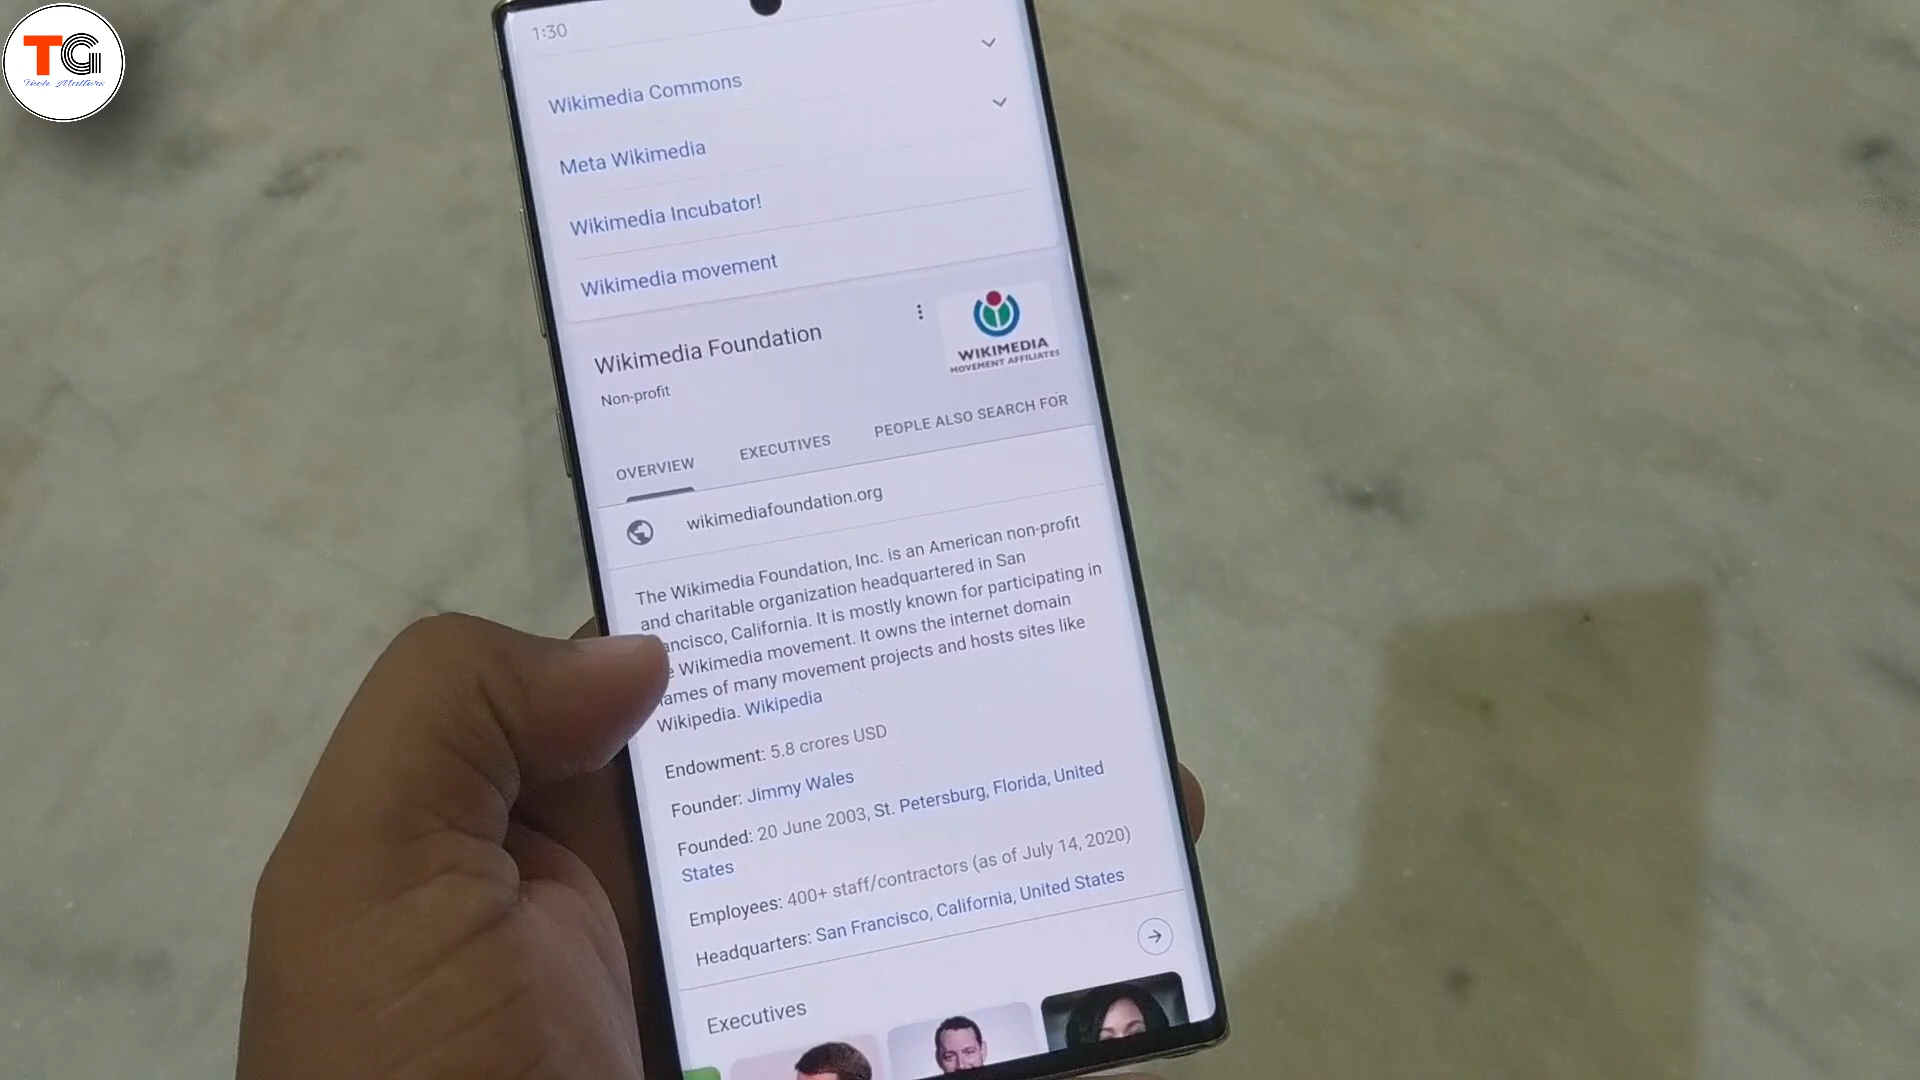 TG
Tech Matters
1:30
Wikimedia Commons
Meta Wikimedia
Wikimedia Incubator!
Wikimedia movement
Wikimedia Foundation
Non-profit
WIKIMEDIA
MOVEMENT AFFILIATES
OVERVIEW EXECUTIVES PEOPLE ALSO SEARCH FOR
wikimediafoundation.org
The Wikimedia Foundation, Inc. is an American non-profit
and charitable organization headquartered in San
ancisco, California. It is mostly known for participating in
e Wikimedia movement. It owns the internet domain
ames of many movement projects and hosts sites like
Wikipedia. Wikipedia
Endowment: 5.8 crores USD
Founder: Jimmy Wales
Founded: 20 June 2003, St. Petersburg, Florida, United
States
Employees: 400+ staff/contractors (as of July 14, 2020)
Headquarters: San Francisco, California, United States
Executives